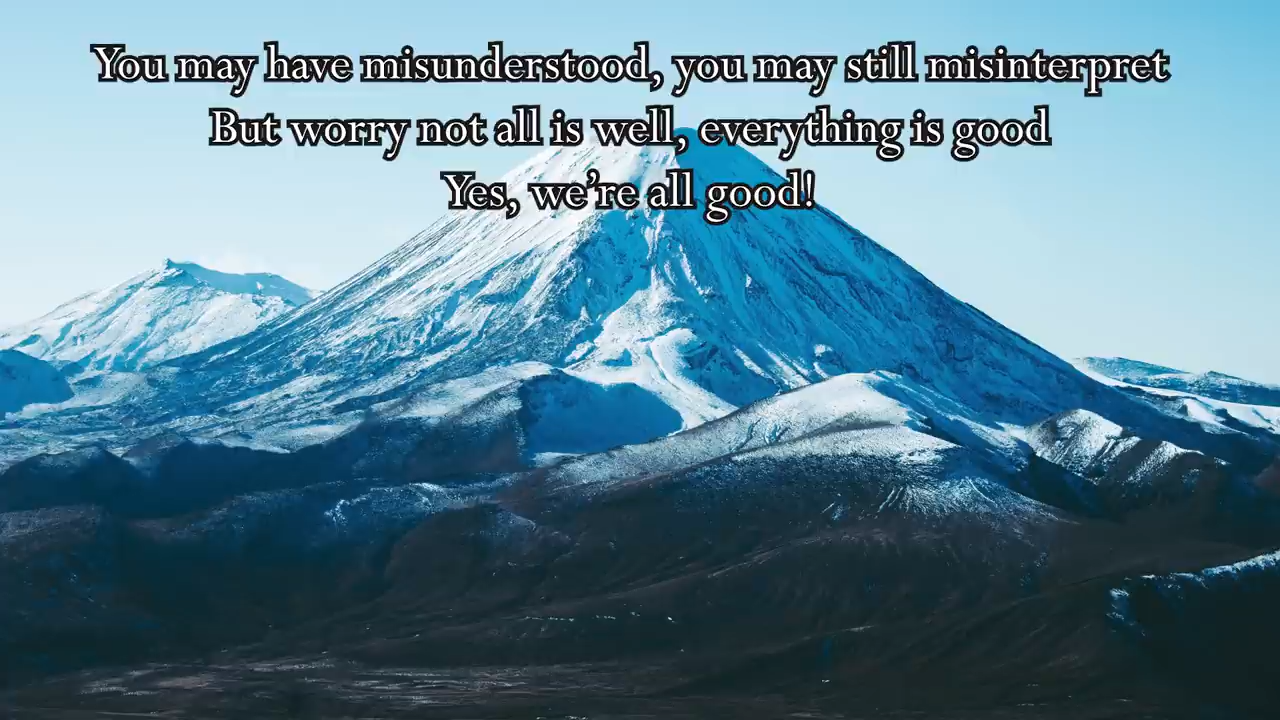 You may have misunderstood, you may still misinterpret
But worry not all is well, everything is good
Yes, we’re all good!